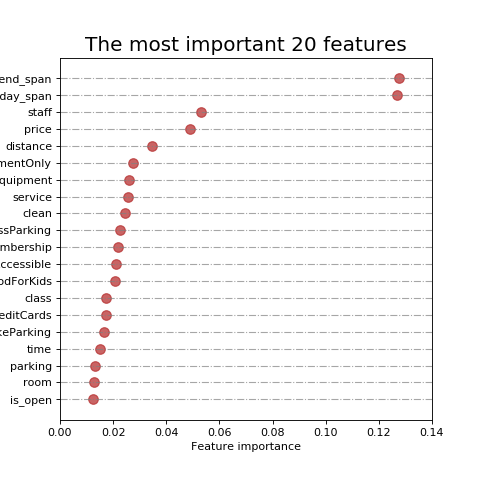 The most important 20 features
end_span
day_span
staff
price
distance
mentOnly
quipment
service
clean
ssParking
mbership
ccessible
odForKids
class
editCards
keParking
time
parking
room
is_open
0.00 0.02 0.04 0.06 0.08 0.10 0.12 0.14
Feature importance